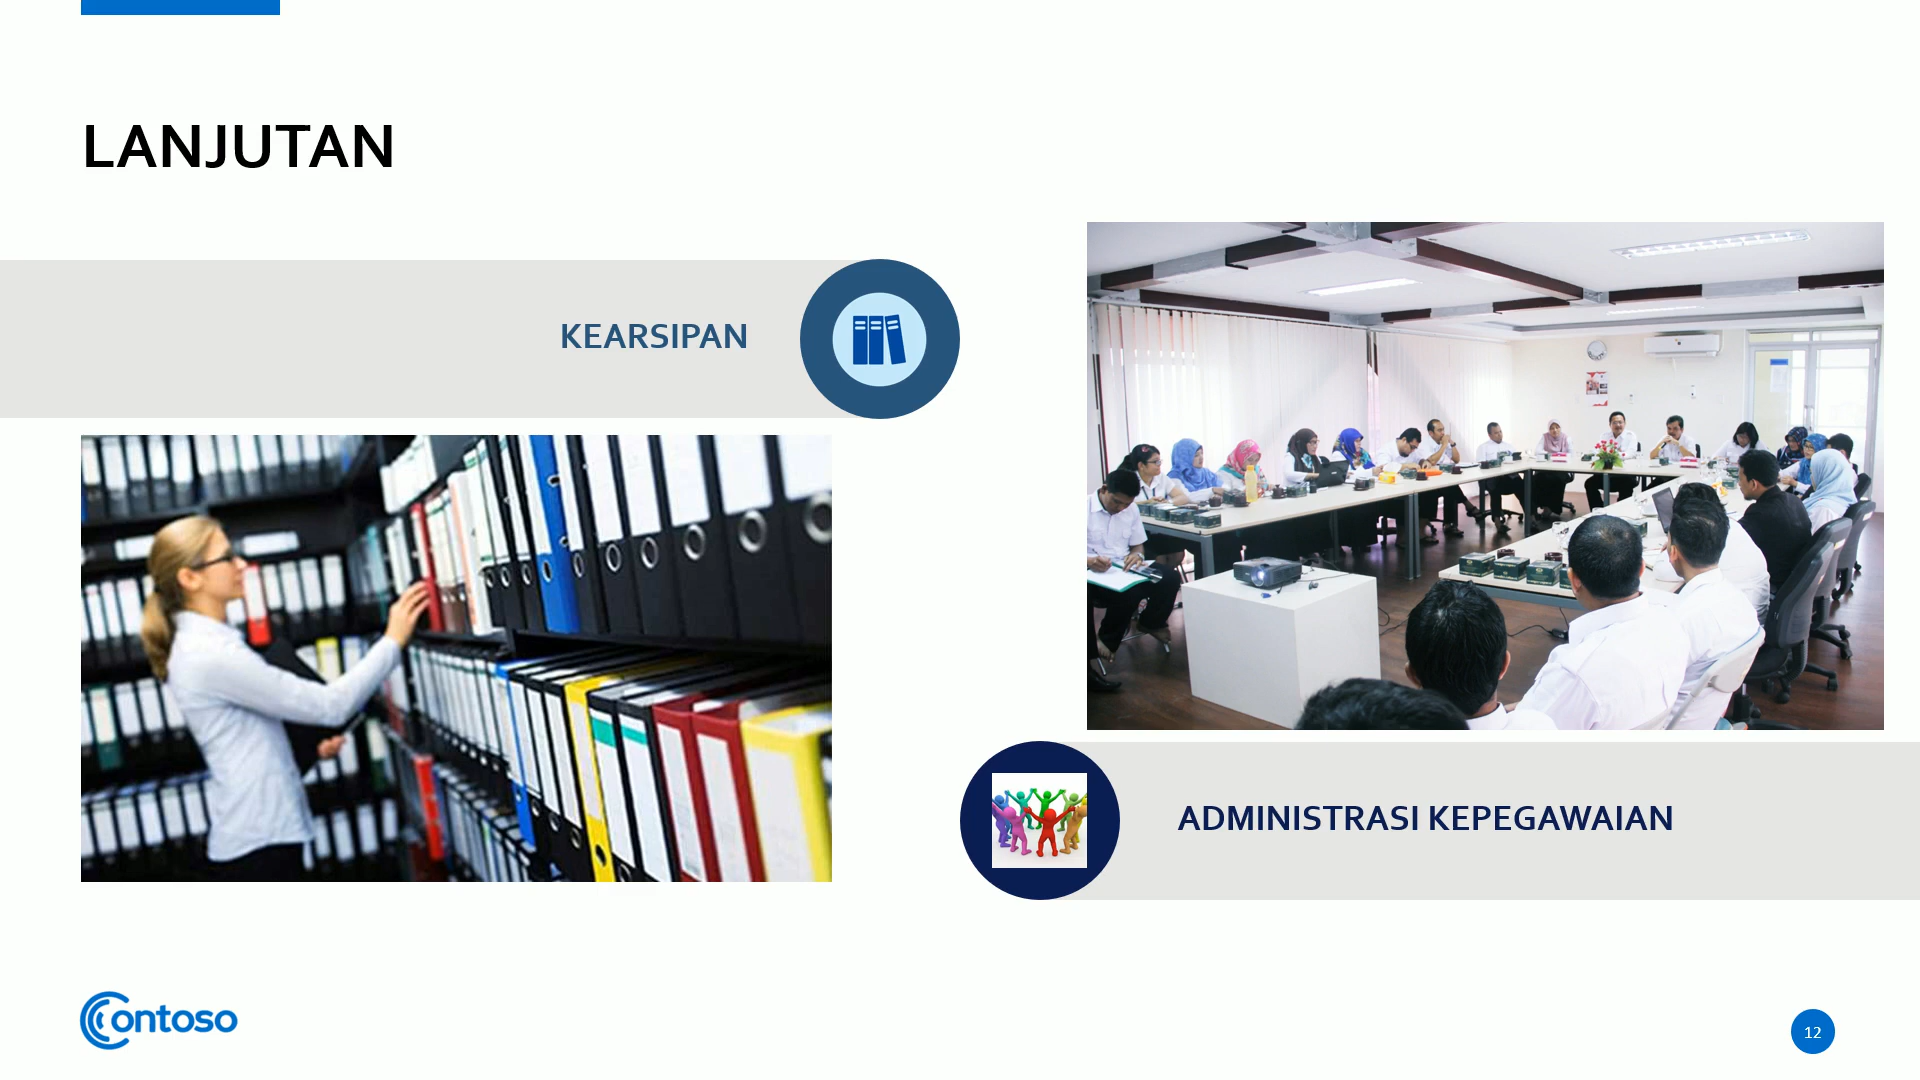 LANJUTAN
KEARSIPAN
ADMINISTRASI KEPEGAWAIAN
Contoso
12